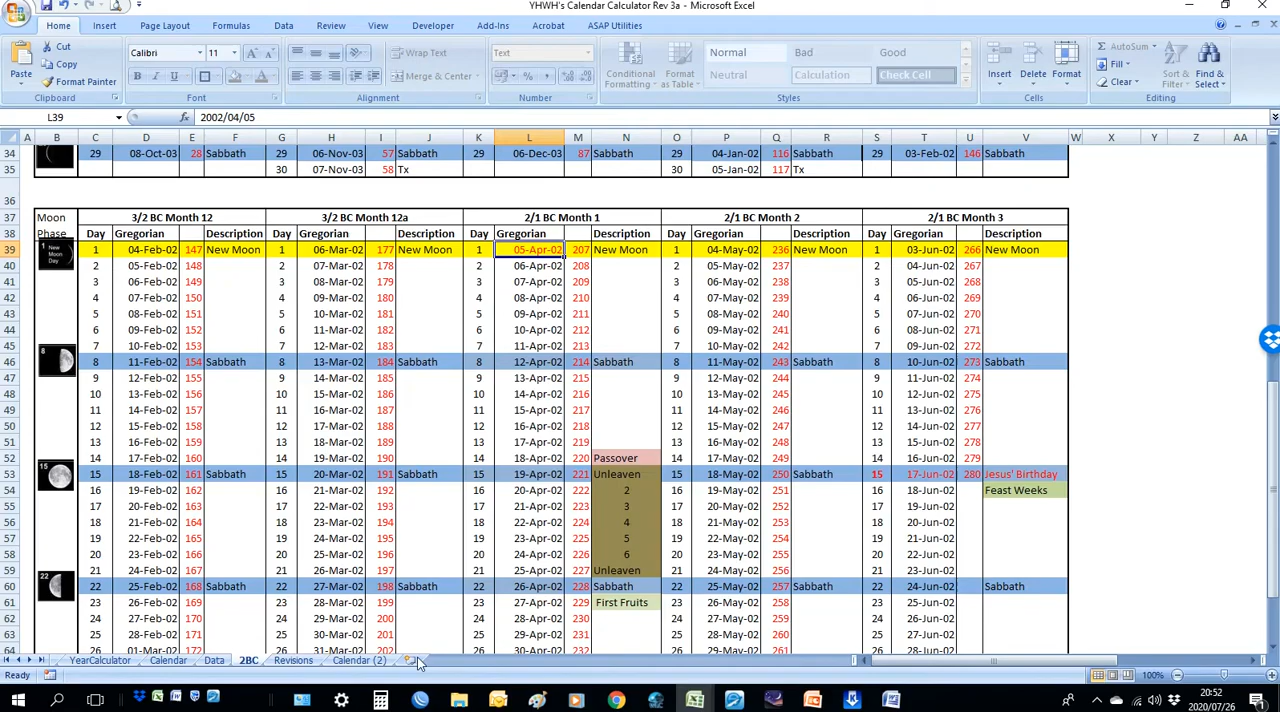 YHWH's Calendar Calculator Rev 3a - Microsoft Excel
Home Insert Page Layout Formulas Data Review View Developer Add-Ins Acrobat ASAP Utilities
Paste Cut Copy Format Painter
Calibri 11 B I U
Wrap Text Merge & Center
Text %
Conditional Formatting Format as Table
Normal Bad Good
Neutral Calculation Check Cell
Insert Delete Format
AutoSum Fill Clear Sort & Filter Find & Select
Clipboard Font Alignment Number Styles Cells Editing
L39 2002/04/05
A B C D E F G H I J K L M N O P Q R S T U V W X Y Z AA
34 29 08-Oct-03 28 Sabbath 29 06-Nov-03 57 Sabbath 29 06-Dec-03 87 Sabbath 29 04-Jan-02 116 Sabbath 29 03-Feb-02 146 Sabbath
35 30 07-Nov-03 58 Tx 30 05-Jan-02 117 Tx
36
37 Moon 3/2 BC Month 12 3/2 BC Month 12a 2/1 BC Month 1 2/1 BC Month 2 2/1 BC Month 3
38 Phase Day Gregorian Description Day Gregorian Description Day Gregorian Description Day Gregorian Description Day Gregorian Description
39 1 New Moon Day 1 04-Feb-02 147 New Moon 1 06-Mar-02 177 New Moon 1 05-Apr-02 207 New Moon 1 04-May-02 236 New Moon 1 03-Jun-02 266 New Moon
40 2 05-Feb-02 148 2 07-Mar-02 178 2 06-Apr-02 208 2 05-May-02 237 2 04-Jun-02 267
41 3 06-Feb-02 149 3 08-Mar-02 179 3 07-Apr-02 209 3 06-May-02 238 3 05-Jun-02 268
42 4 07-Feb-02 150 4 09-Mar-02 180 4 08-Apr-02 210 4 07-May-02 239 4 06-Jun-02 269
43 5 08-Feb-02 151 5 10-Mar-02 181 5 09-Apr-02 211 5 08-May-02 240 5 07-Jun-02 270
44 6 09-Feb-02 152 6 11-Mar-02 182 6 10-Apr-02 212 6 09-May-02 241 6 08-Jun-02 271
45 7 10-Feb-02 153 7 12-Mar-02 183 7 11-Apr-02 213 7 10-May-02 242 7 09-Jun-02 272
46 8 8 11-Feb-02 154 Sabbath 8 13-Mar-02 184 Sabbath 8 12-Apr-02 214 Sabbath 8 11-May-02 243 Sabbath 8 10-Jun-02 273 Sabbath
47 9 12-Feb-02 155 9 14-Mar-02 185 9 13-Apr-02 215 9 12-May-02 244 9 11-Jun-02 274
48 10 13-Feb-02 156 10 15-Mar-02 186 10 14-Apr-02 216 10 13-May-02 245 10 12-Jun-02 275
49 11 14-Feb-02 157 11 16-Mar-02 187 11 15-Apr-02 217 11 14-May-02 246 11 13-Jun-02 276
50 12 15-Feb-02 158 12 17-Mar-02 188 12 16-Apr-02 218 12 15-May-02 247 12 14-Jun-02 277
51 13 16-Feb-02 159 13 18-Mar-02 189 13 17-Apr-02 219 13 16-May-02 248 13 15-Jun-02 278
52 14 17-Feb-02 160 14 19-Mar-02 190 14 18-Apr-02 220 Passover 14 17-May-02 249 14 16-Jun-02 279
53 15 15 18-Feb-02 161 Sabbath 15 20-Mar-02 191 Sabbath 15 19-Apr-02 221 Unleaven 15 18-May-02 250 Sabbath 15 17-Jun-02 280 Jesus' Birthday
54 16 19-Feb-02 162 16 21-Mar-02 192 16 20-Apr-02 222 2 16 19-May-02 251 16 18-Jun-02 Feast Weeks
55 17 20-Feb-02 163 17 22-Mar-02 193 17 21-Apr-02 223 3 17 20-May-02 252 17 19-Jun-02
56 18 21-Feb-02 164 18 23-Mar-02 194 18 22-Apr-02 224 4 18 21-May-02 253 18 20-Jun-02
57 19 22-Feb-02 165 19 24-Mar-02 195 19 23-Apr-02 225 5 19 22-May-02 254 19 21-Jun-02
58 20 23-Feb-02 166 20 25-Mar-02 196 20 24-Apr-02 226 6 20 23-May-02 255 20 22-Jun-02
59 21 24-Feb-02 167 21 26-Mar-02 197 21 25-Apr-02 227 Unleaven 21 24-May-02 256 21 23-Jun-02
60 22 22 25-Feb-02 168 Sabbath 22 27-Mar-02 198 Sabbath 22 26-Apr-02 228 Sabbath 22 25-May-02 257 Sabbath 22 24-Jun-02 Sabbath
61 23 26-Feb-02 169 23 28-Mar-02 199 23 27-Apr-02 229 First Fruits 23 26-May-02 258 23 25-Jun-02
62 24 27-Feb-02 170 24 29-Mar-02 200 24 28-Apr-02 230 24 27-May-02 259 24 26-Jun-02
63 25 28-Feb-02 171 25 30-Mar-02 201 25 29-Apr-02 231 25 28-May-02 260 25 27-Jun-02
64 26 01-Mar-02 172 26 31-Mar-02 202 26 30-Apr-02 232 26 29-May-02 261 26 28-Jun-02
YearCalculator Calendar Data 2BC Revisions Calendar (2)
Ready 100%
20:52
2020/07/26